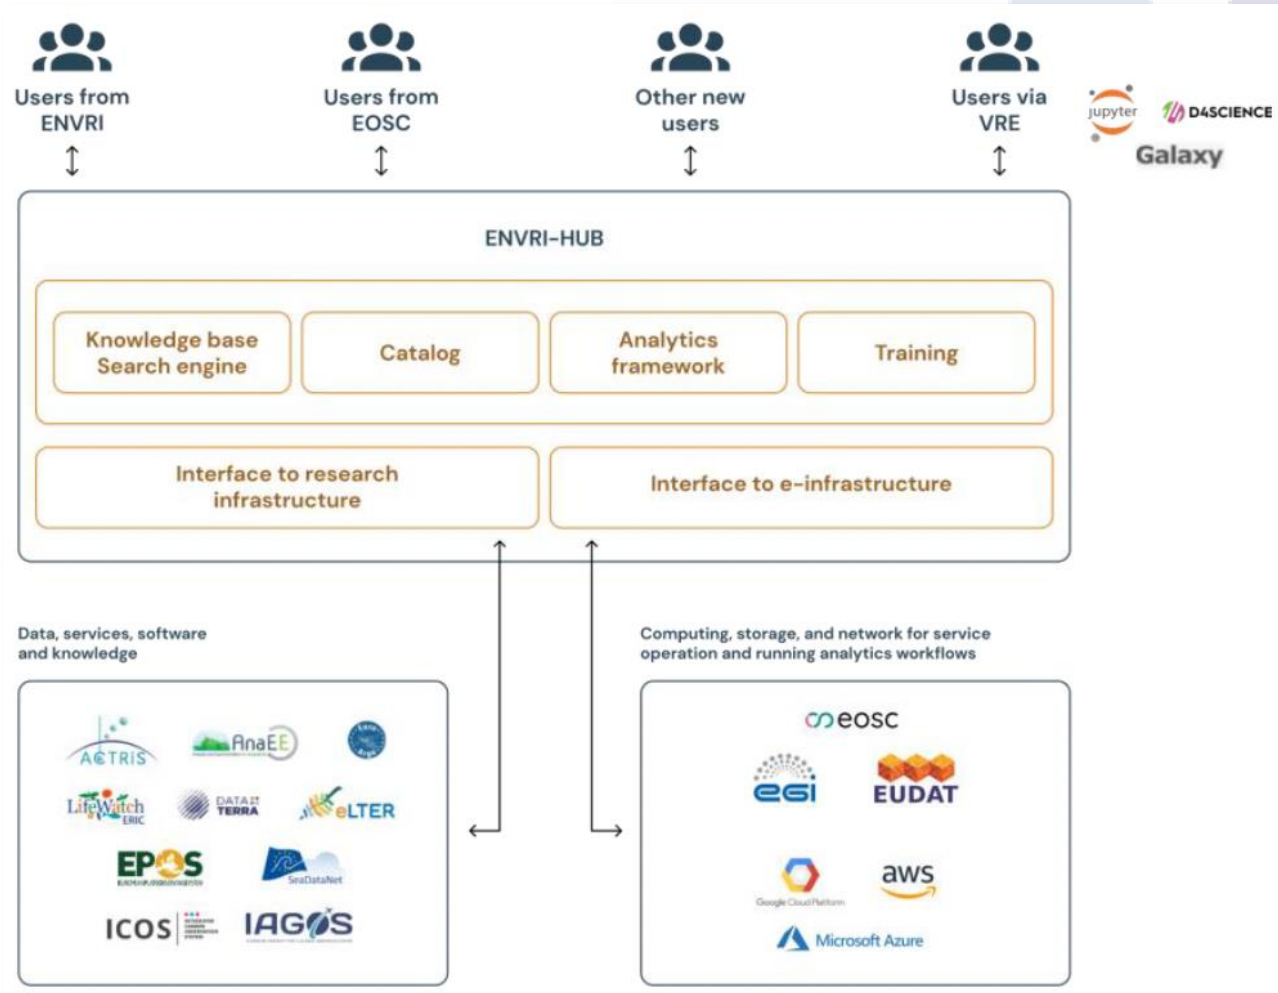 Users from
ENVRI
Users from
EOSC
Other new
users
Users via
VRE
jupyter
D4SCIENCE
Galaxy
ENVRI-HUB
Knowledge base
Search engine
Catalog
Analytics
framework
Training
Interface to research
infrastructure
Interface to e-infrastructure
Data, services, software
and knowledge
Computing, storage, and network for service
operation and running analytics workflows
ACTRIS
AnaEE
LifeWatch
ERIC
DATA
TERRA
eLTER
EPOS
SeaDataNet
ICOS
IAGOS
eosc
eGi
EUDAT
Google Cloud Platform
aws
Microsoft Azure